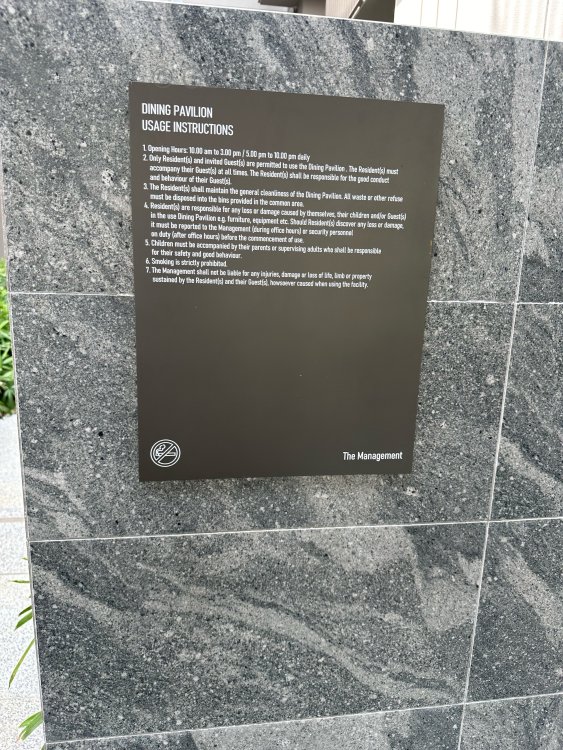 DINING PAVILION
USAGE INSTRUCTIONS
1. Opening Hours: 10.00 am to 3.00 pm / 5.00 pm to 10.00 pm daily
2. Only Resident(s) and invited Guest(s) are permitted to use the Dining Pavilion . The Resident(s) must
accompany their Guest(s) at all times. The Resident(s) shall be responsible for the good conduct
and behaviour of their Guest(s).
3. The Resident(s) shall maintain the general cleanliness of the Dining Pavilion. All waste or other refuse
must be disposed into the bins provided in the common area.
4. Resident(s) are responsible for any loss or damage caused by themselves, their children and/or Guest(s)
in the use Dining Pavilion e.g. furniture, equipment etc. Should Resident(s) discover any loss or damage,
it must be reported to the Management (during office hours) or security personnel
on duty (after office hours) before the commencement of use.
5. Children must be accompanied by their parents or supervising adults who shall be responsible
for their safety and good behaviour.
6. Smoking is strictly prohibited.
7. The Management shall not be liable for any injuries, damage or loss of life, limb or property
sustained by the Resident(s) and their Guest(s), howsoever caused when using the facility.
The Management